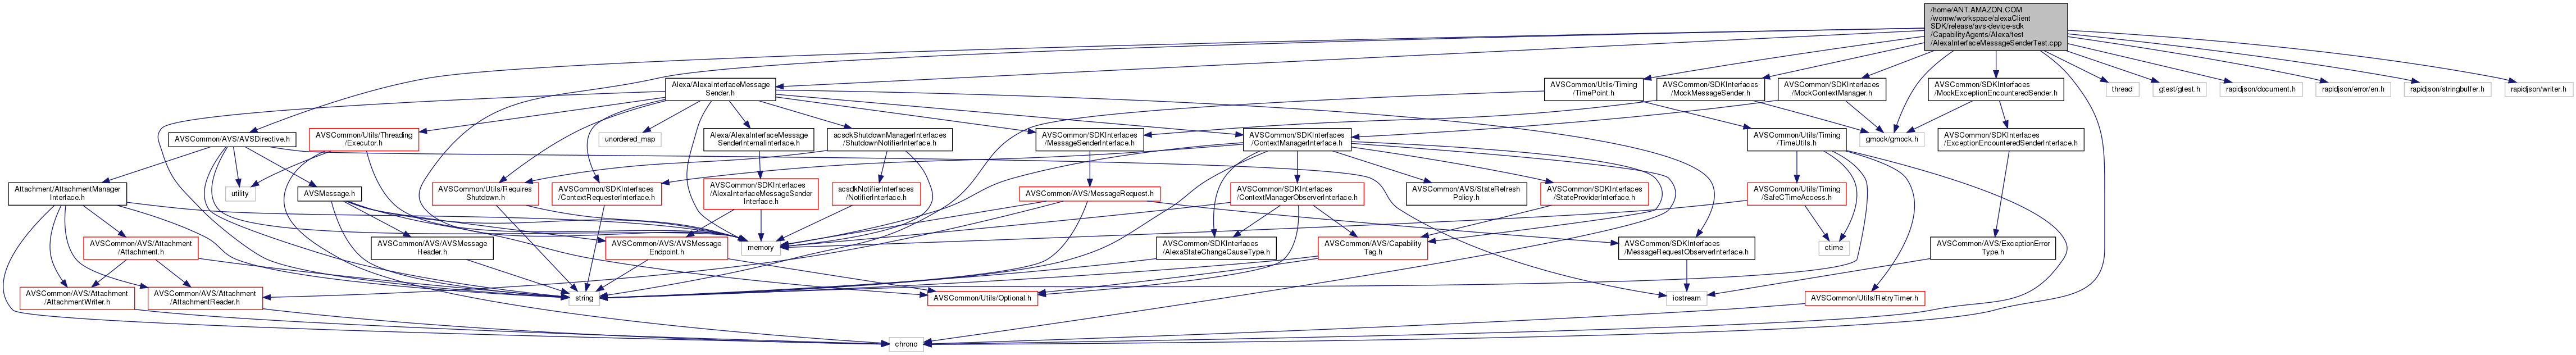 /home/ANT.AMAZON.COM
/womw/workspace/alexaClient
SDK/release/avs-device-sdk
/CapabilityAgents/Alexa/test
/AlexaInterfaceMessageSenderTest.cpp
Alexa/AlexaInterfaceMessage
Sender.h
AVSCommon/Utils/Timing
/TimePoint.h
AVSCommon/SDKInterfaces
/MockMessageSender.h
AVSCommon/SDKInterfaces
/MockContextManager.h
AVSCommon/SDKInterfaces
/MockExceptionEncounteredSender.h
thread
gtest/gtest.h
rapidjson/document.h
rapidjson/error/en.h
rapidjson/stringbuffer.h
rapidjson/writer.h
AVSCommon/AVS/AVSDirective.h
AVSCommon/Utils/Threading
/Executor.h
unordered_map
Alexa/AlexaInterfaceMessage
SenderInternalInterface.h
acsdkShutdownManagerInterfaces
/ShutdownNotifierInterface.h
AVSCommon/SDKInterfaces
/MessageSenderInterface.h
AVSCommon/SDKInterfaces
/ContextManagerInterface.h
AVSCommon/Utils/Timing
/TimeUtils.h
gmock/gmock.h
AVSCommon/SDKInterfaces
/ExceptionEncounteredSenderInterface.h
Attachment/AttachmentManager
Interface.h
utility
AVSMessage.h
AVSCommon/Utils/Requires
Shutdown.h
AVSCommon/SDKInterfaces
/ContextRequesterInterface.h
AVSCommon/SDKInterfaces
/AlexaInterfaceMessageSender
Interface.h
acsdkNotifierInterfaces
/NotifierInterface.h
AVSCommon/AVS/MessageRequest.h
AVSCommon/SDKInterfaces
/ContextManagerObserverInterface.h
AVSCommon/AVS/StateRefresh
Policy.h
AVSCommon/SDKInterfaces
/StateProviderInterface.h
AVSCommon/Utils/Timing
/SafeCTimeAccess.h
AVSCommon/AVS/Attachment
/Attachment.h
AVSCommon/AVS/AVSMessage
Header.h
AVSCommon/AVS/AVSMessage
Endpoint.h
memory
AVSCommon/SDKInterfaces
/AlexaStateChangeCauseType.h
AVSCommon/AVS/Capability
Tag.h
AVSCommon/SDKInterfaces
/MessageRequestObserverInterface.h
ctime
AVSCommon/AVS/ExceptionError
Type.h
AVSCommon/AVS/Attachment
/AttachmentWriter.h
AVSCommon/AVS/Attachment
/AttachmentReader.h
string
AVSCommon/Utils/Optional.h
iostream
AVSCommon/Utils/RetryTimer.h
chrono